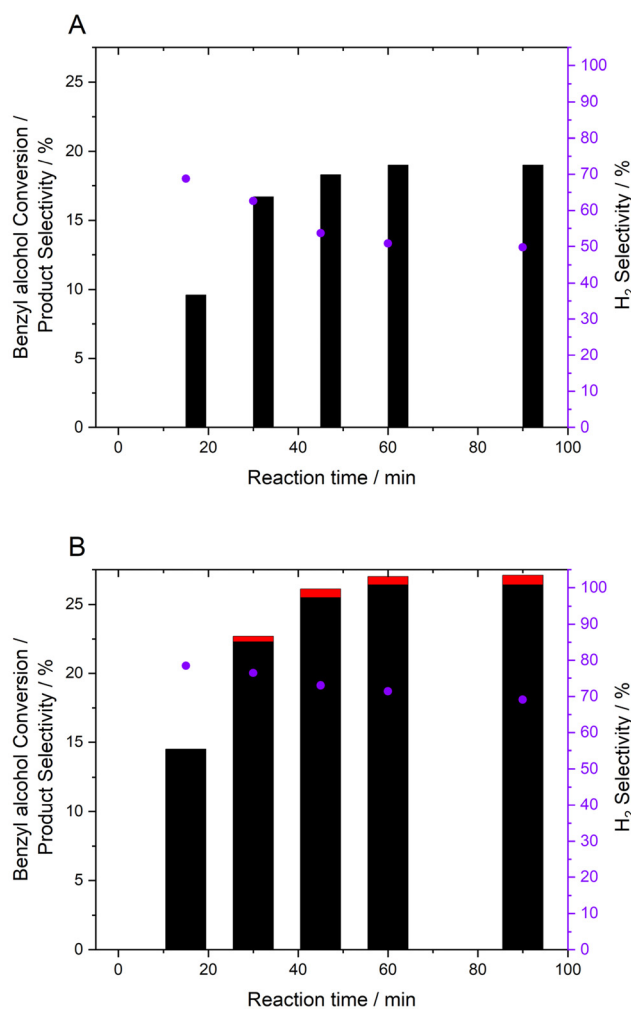 A
Benzyl alcohol Conversion /
Product Selectivity / %
25
20
15
10
5
0
105
100
90
80
70
60
50
40
30
20
10
0
H₂ Selectivity / %
0 20 40 60 80 100
Reaction time / min
B
Benzyl alcohol Conversion /
Product Selectivity / %
25
20
15
10
5
0
100
90
80
70
60
50
40
30
20
10
0
H₂ Selectivity / %
0 20 40 60 80 100
Reaction time / min